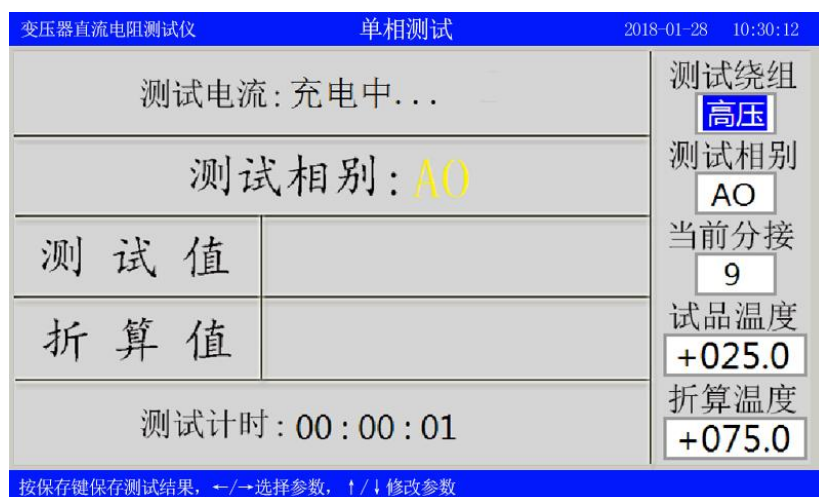 变压器直流电阻测试仪 单相测试 2018-01-28 10:30:12
测试电流:充电中...
测试相别:AO
测试值
折算值
测试计时:00:00:01
测试绕组
高压
测试相别
AO
当前分接
9
试品温度
+025.0
折算温度
+075.0
按保存键保存测试结果, ←/→选择参数, ↑/↓修改参数